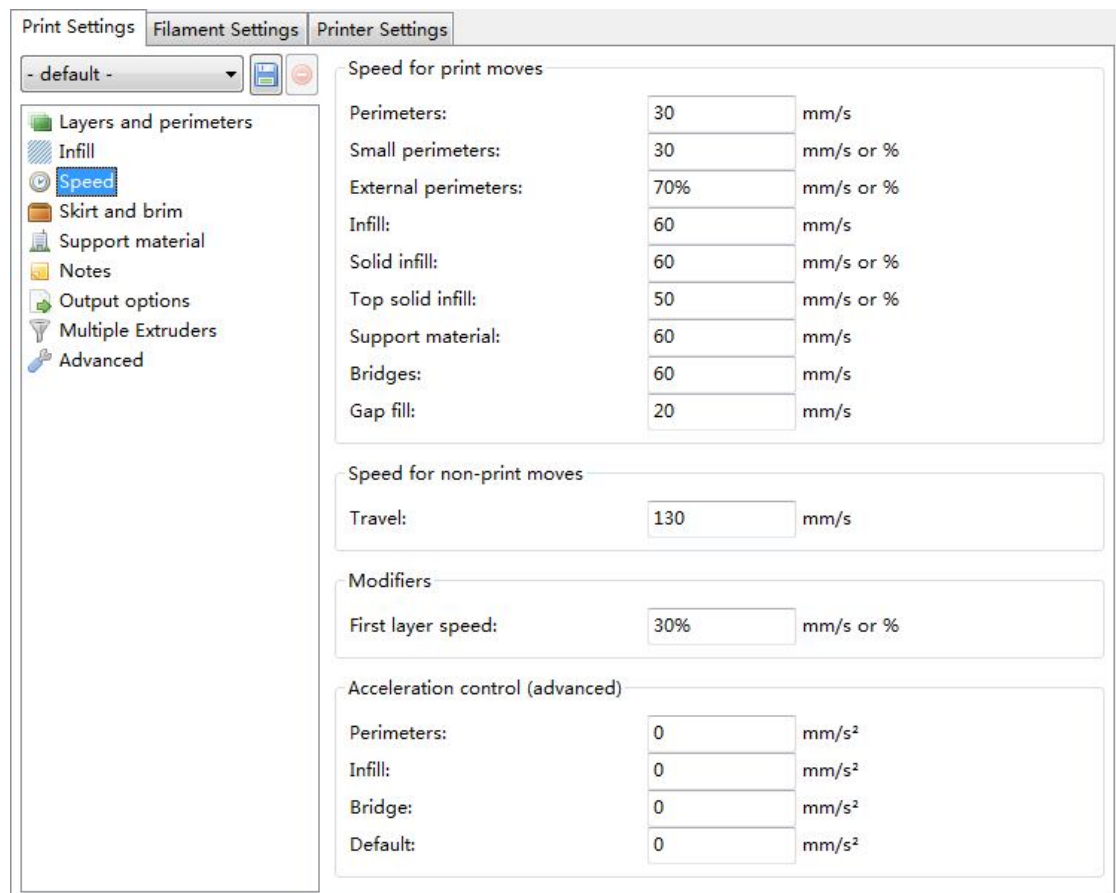 Print Settings Filament Settings Printer Settings
- default -
Layers and perimeters
Infill
Speed
Skirt and brim
Support material
Notes
Output options
Multiple Extruders
Advanced
Speed for print moves
Perimeters: 30 mm/s
Small perimeters: 30 mm/s or %
External perimeters: 70% mm/s or %
Infill: 60 mm/s
Solid infill: 60 mm/s or %
Top solid infill: 50 mm/s or %
Support material: 60 mm/s
Bridges: 60 mm/s
Gap fill: 20 mm/s
Speed for non-print moves
Travel: 130 mm/s
Modifiers
First layer speed: 30% mm/s or %
Acceleration control (advanced)
Perimeters: 0 mm/s²
Infill: 0 mm/s²
Bridge: 0 mm/s²
Default: 0 mm/s²